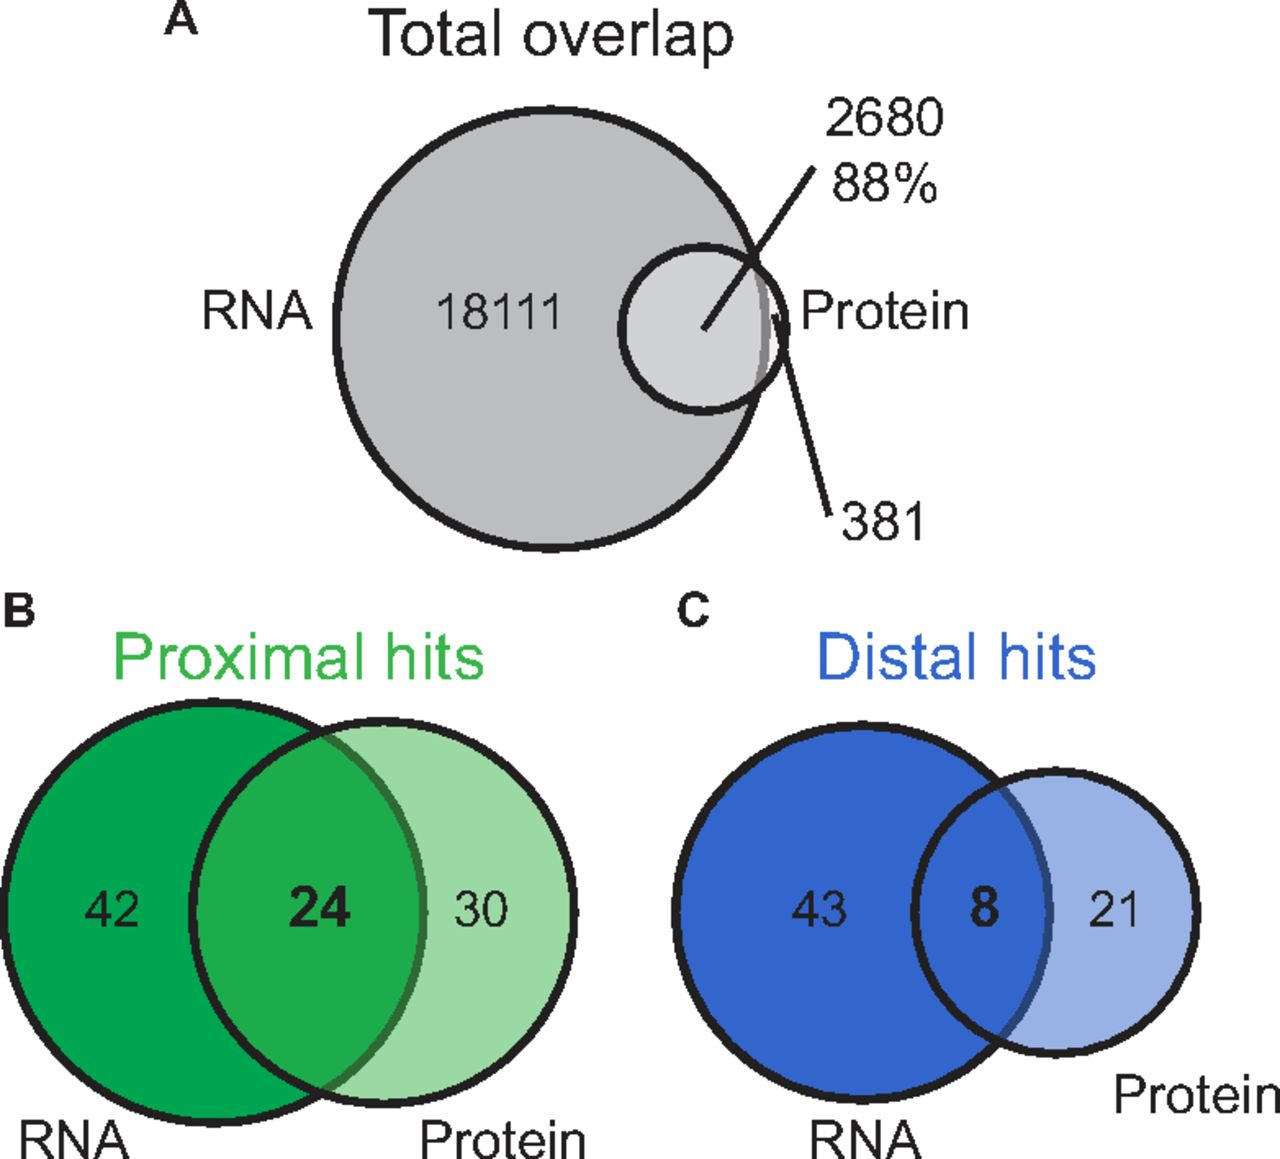 A
Total overlap
2680
88%
RNA
18111
Protein
381
B
Proximal hits
42
24
30
RNA
Protein
C
Distal hits
43
8
21
Protein
RNA